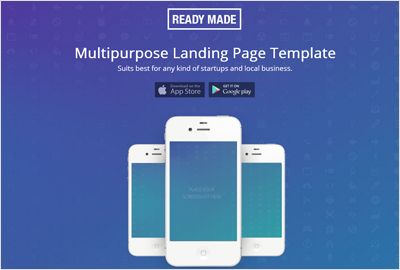 READY MADE
Multipurpose Landing Page Template
Suits best for any kind of startups and local business.
Download on the
App Store
GET IT ON
Google play
PLACE YOUR
SCREENSHOT HERE